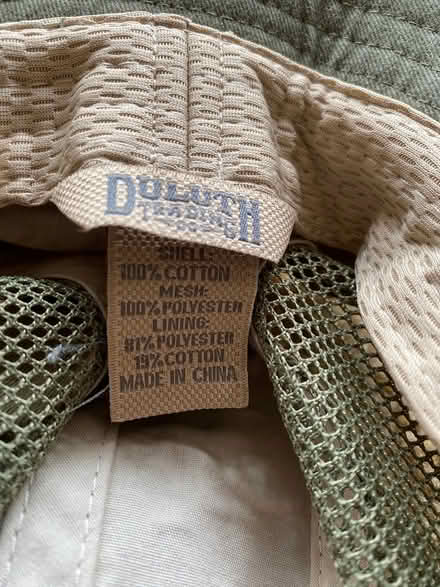 DULUTH
TRADING
CO
SHELL:
100% COTTON
MESH:
100% POLYESTER
LINING:
81% POLYESTER
19% COTTON
MADE IN CHINA